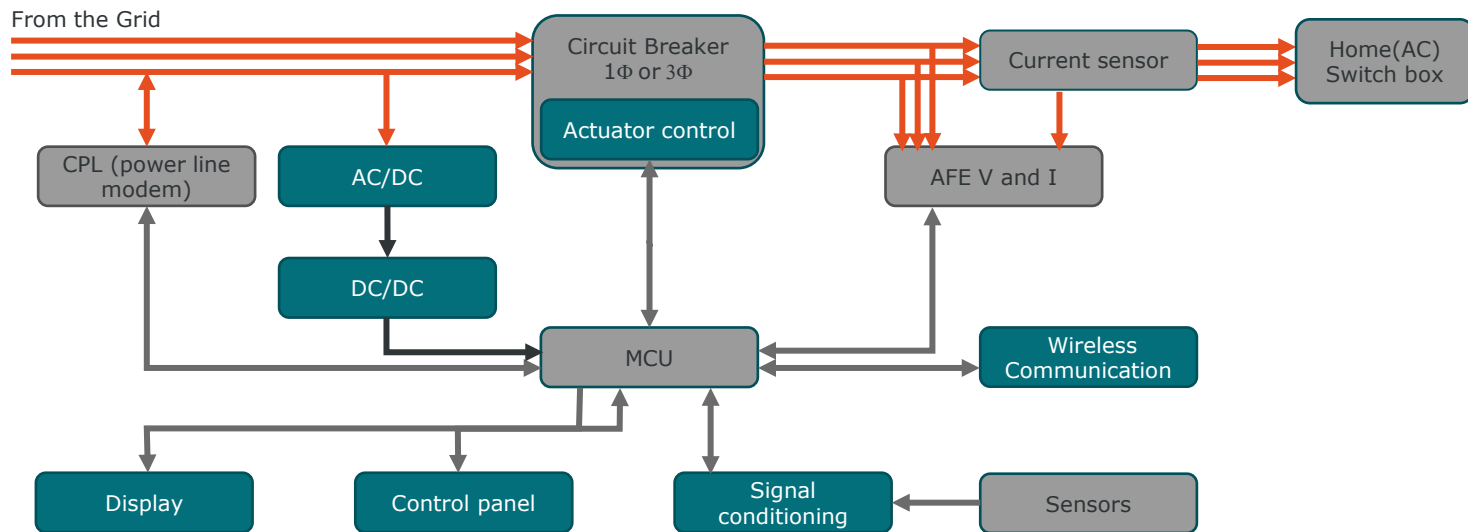 From the Grid
Circuit Breaker
1Φ or 3Φ
Actuator control
Current sensor
Home(AC)
Switch box
CPL (power line
modem)
AC/DC
AFE V and I
DC/DC
MCU
Wireless
Communication
Display
Control panel
Signal
conditioning
Sensors